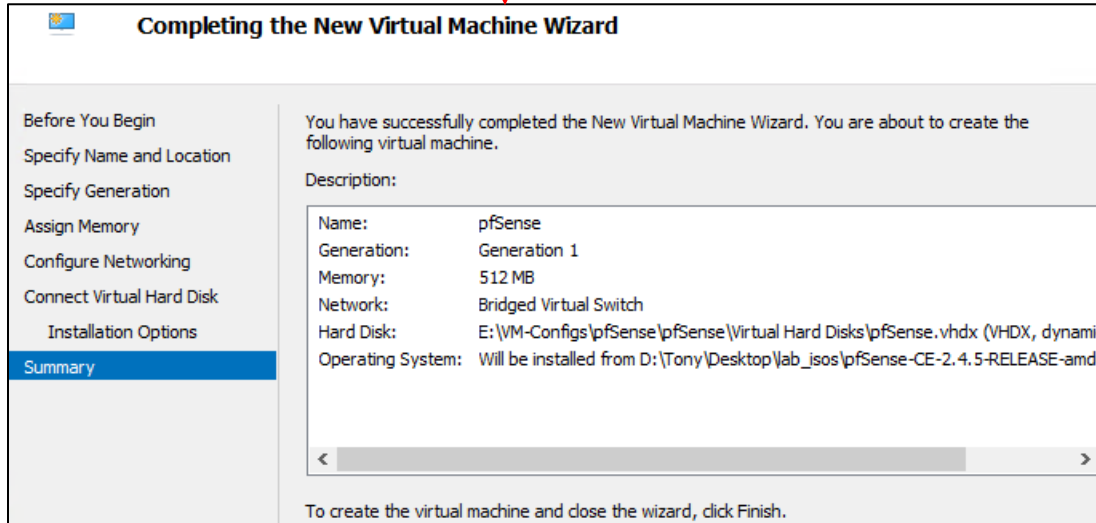 Completing the New Virtual Machine Wizard
Before You Begin
Specify Name and Location
Specify Generation
Assign Memory
Configure Networking
Connect Virtual Hard Disk
Installation Options
Summary
You have successfully completed the New Virtual Machine Wizard. You are about to create the
following virtual machine.
Description:
Name: pfSense
Generation: Generation 1
Memory: 512 MB
Network: Bridged Virtual Switch
Hard Disk: E:\VM-Configs\pfSense\pfSense\Virtual Hard Disks\pfSense.vhdx (VHDX, dynami
Operating System: Will be installed from D:\Tony\Desktop\lab_isos\pfSense-CE-2.4.5-RELEASE-amd
To create the virtual machine and close the wizard, click Finish.